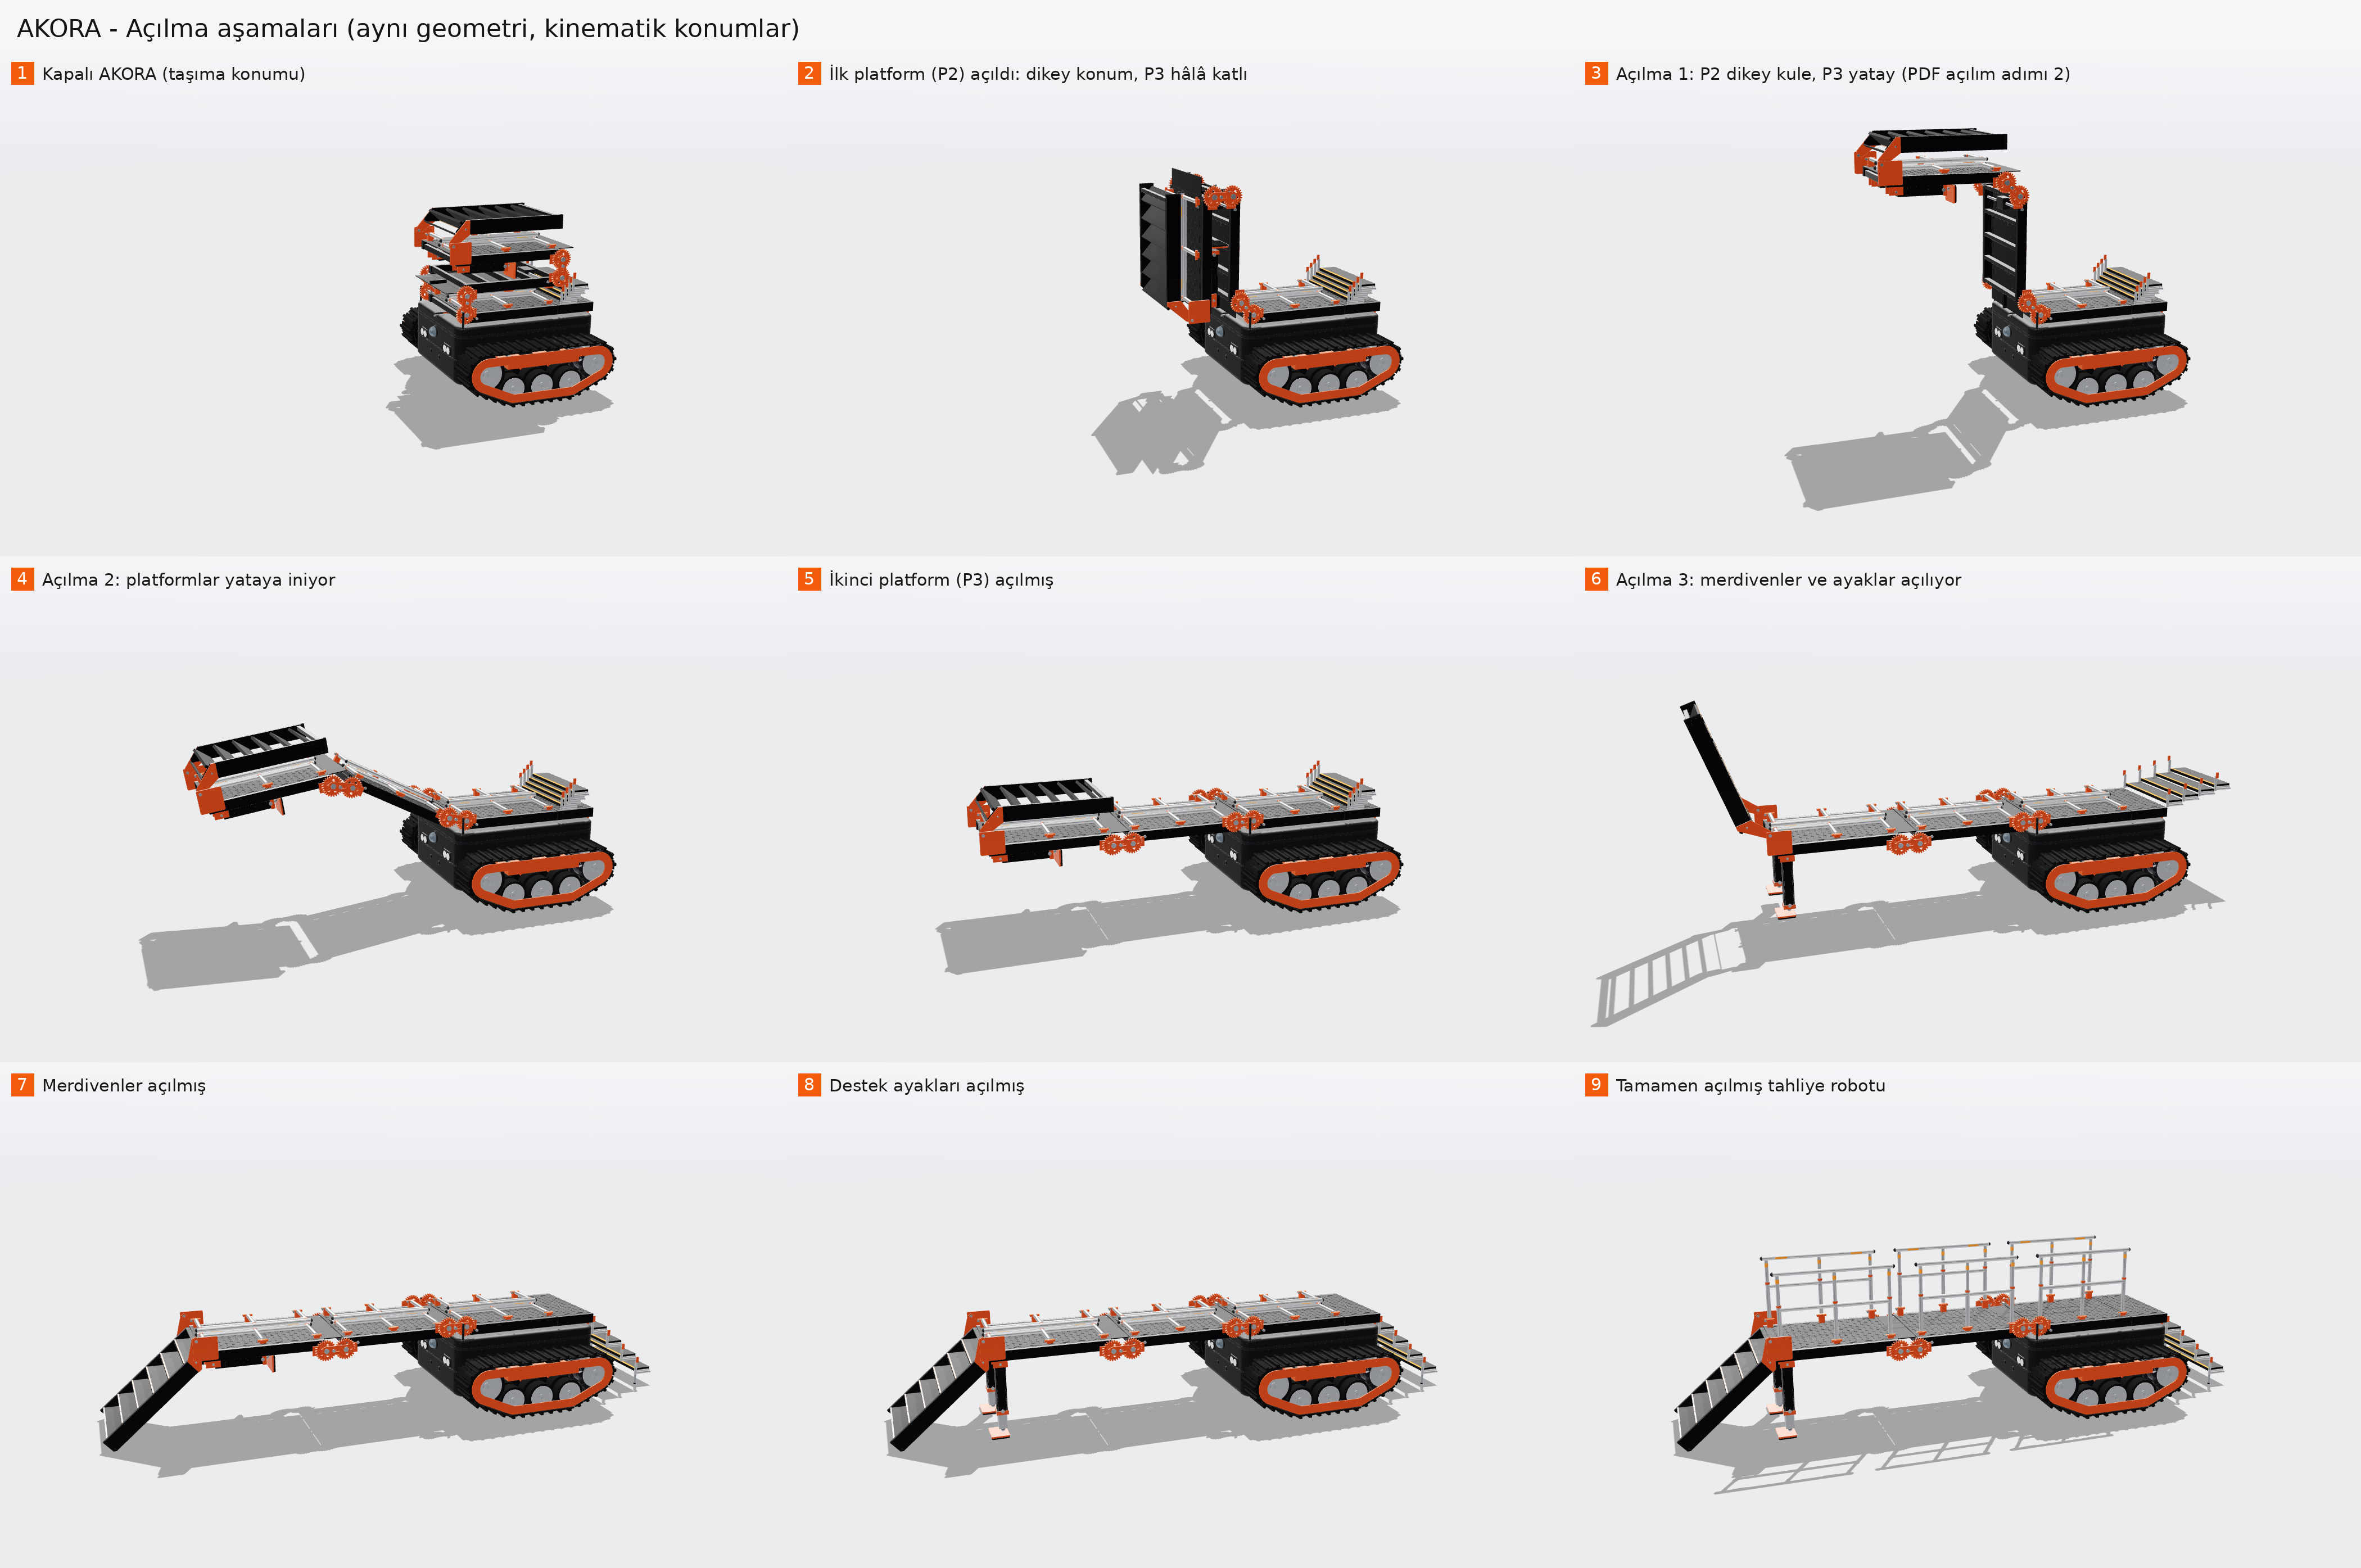 AKORA - Açılma aşamaları (aynı geometri, kinematik konumlar)
1 Kapalı AKORA (taşıma konumu)
2 İlk platform (P2) açıldı: dikey konum, P3 hâlâ katlı
3 Açılma 1: P2 dikey kule, P3 yatay (PDF açılım adımı 2)
4 Açılma 2: platformlar yataya iniyor
5 İkinci platform (P3) açılmış
6 Açılma 3: merdivenler ve ayaklar açılıyor
7 Merdivenler açılmış
8 Destek ayakları açılmış
9 Tamamen açılmış tahliye robotu